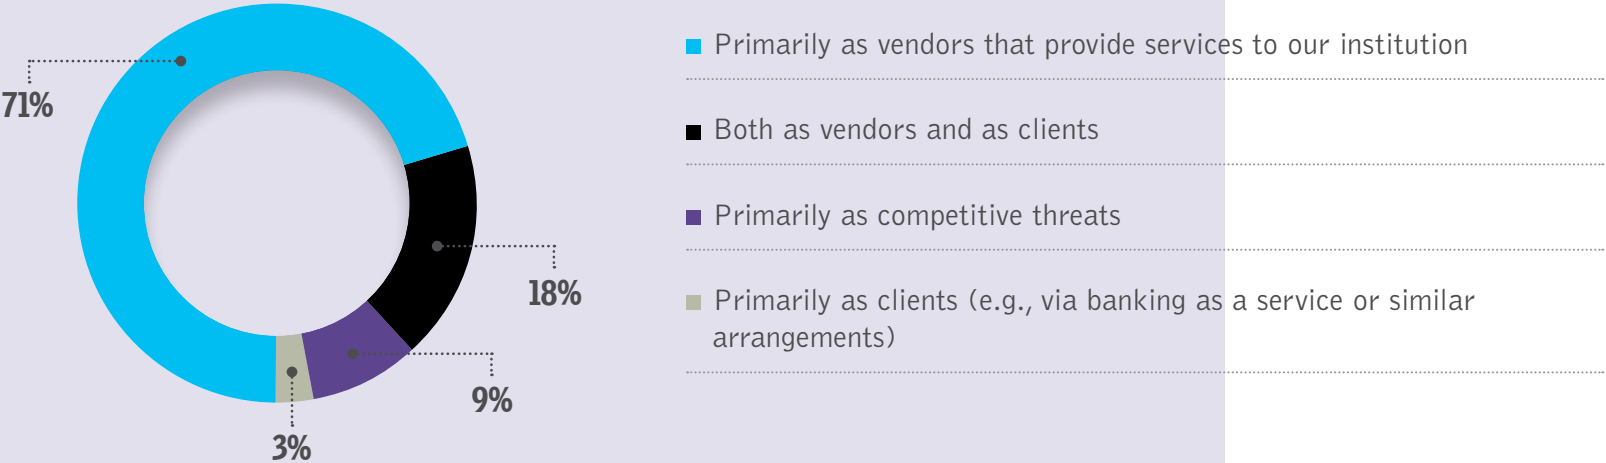 71%
18%
9%
3%
Primarily as vendors that provide services to our institution
Both as vendors and as clients
Primarily as competitive threats
Primarily as clients (e.g., via banking as a service or similar
arrangements)